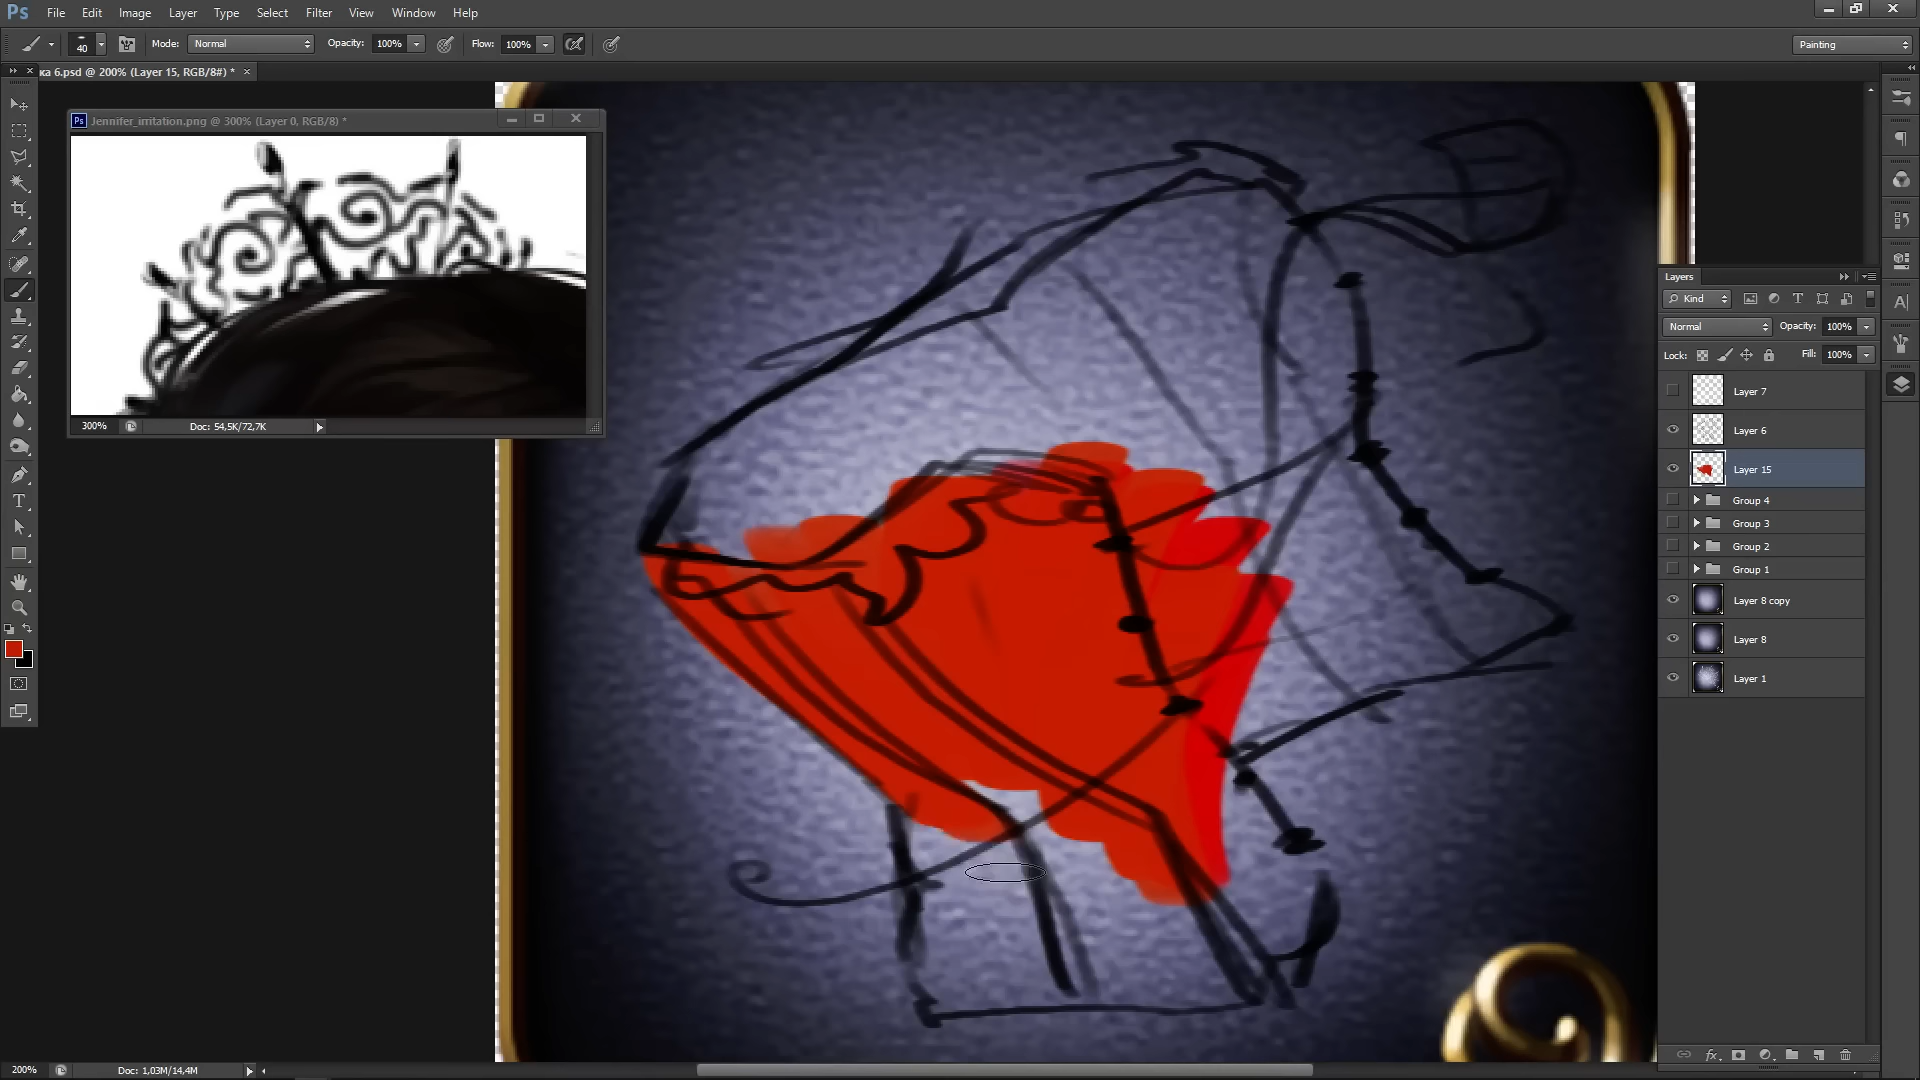 Ps File Edit Image Layer Type Select Filter View Window Help
40 Mode: Normal Opacity: 100% Flow: 100% Painting
ка 6.psd @ 200% (Layer 15, RGB/8#) *
Ps Jennifer_irritation.png @ 300% (Layer 0, RGB/8) *
300% Doc: 54,5K/72,7K
Layers
Kind
Normal Opacity: 100%
Lock: Fill: 100%
Layer 7
Layer 6
Layer 15
Group 4
Group 3
Group 2
Group 1
Layer 8 copy
Layer 8
Layer 1
200% Doc: 1,03M/14,4M